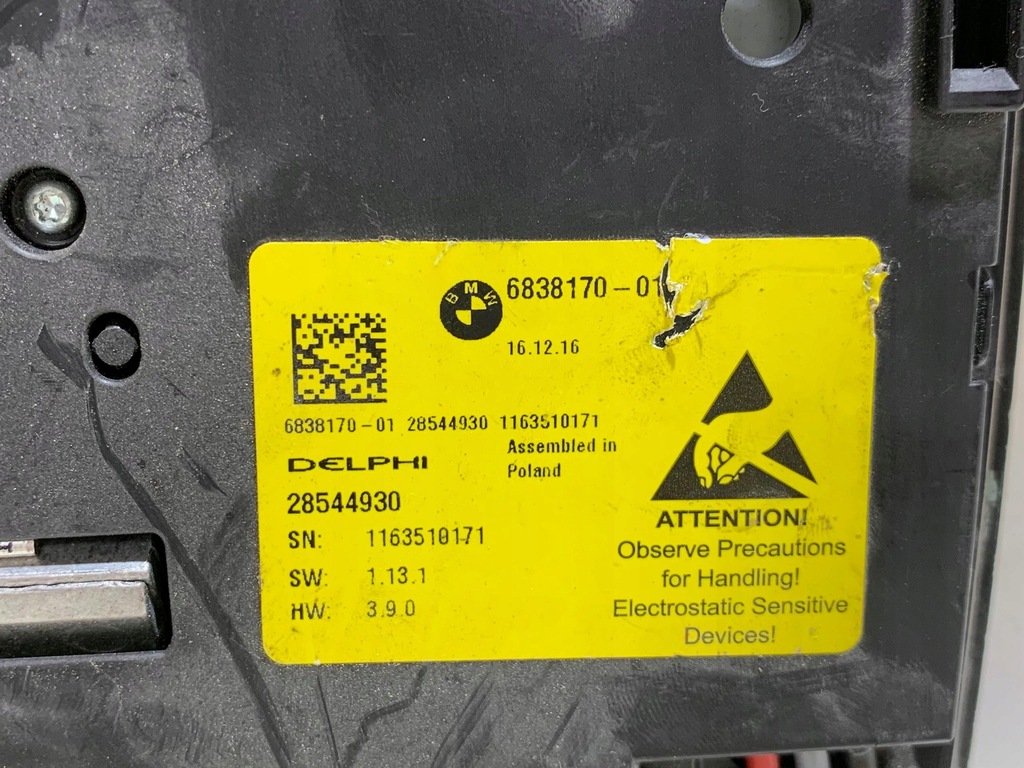 BMW
6838170-01
16.12.16
6838170-01 28544930 1163510171
DELPHI
Assembled in
Poland
28544930
SN: 1163510171
SW: 1.13.1
HW: 3.9.0
ATTENTION!
Observe Precautions
for Handling!
Electrostatic Sensitive
Devices!